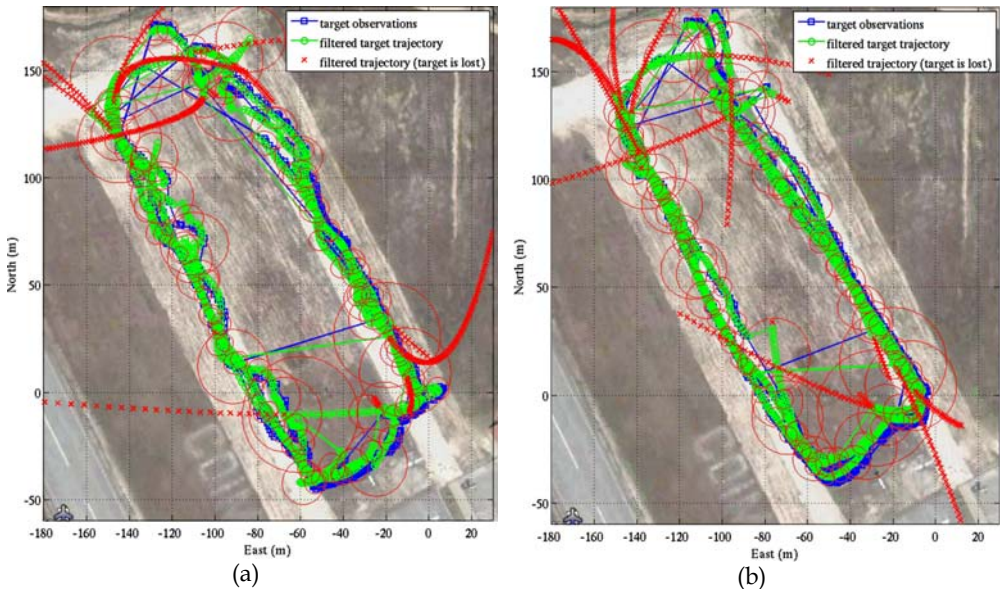 target observations
filtered target trajectory
filtered trajectory (target is lost)
North (m)
150
100
50
0
-50
-180 -160 -140 -120 -100 -80 -60 -40 -20 0 20
East (m)
(a)
target observations
filtered target trajectory
filtered trajectory (target is lost)
North (m)
150
100
50
0
-50
-180 -160 -140 -120 -100 -80 -60 -40 -20 0 20
East (m)
(b)